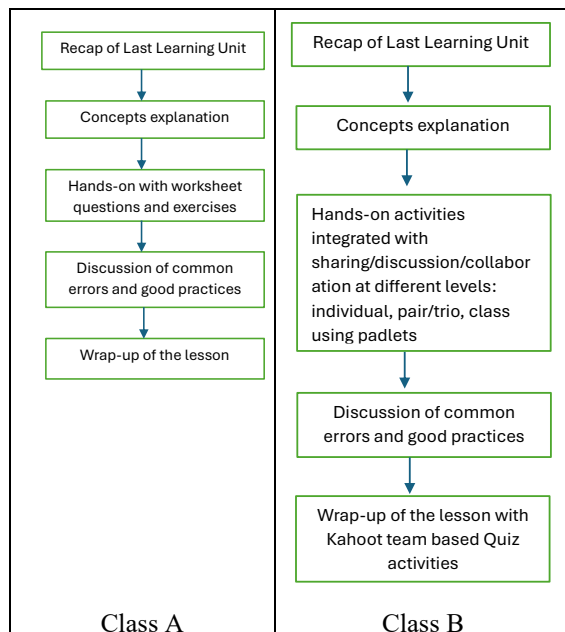 Recap of Last Learning Unit
Concepts explanation
Hands-on with worksheet
questions and exercises
Discussion of common
errors and good practices
Wrap-up of the lesson
Class A
Recap of Last Learning Unit
Concepts explanation
Hands-on activities
integrated with
sharing/discussion/collabor
ation at different levels:
individual, pair/trio, class
using padlets
Discussion of common
errors and good practices
Wrap-up of the lesson with
Kahoot team based Quiz
activities
Class B